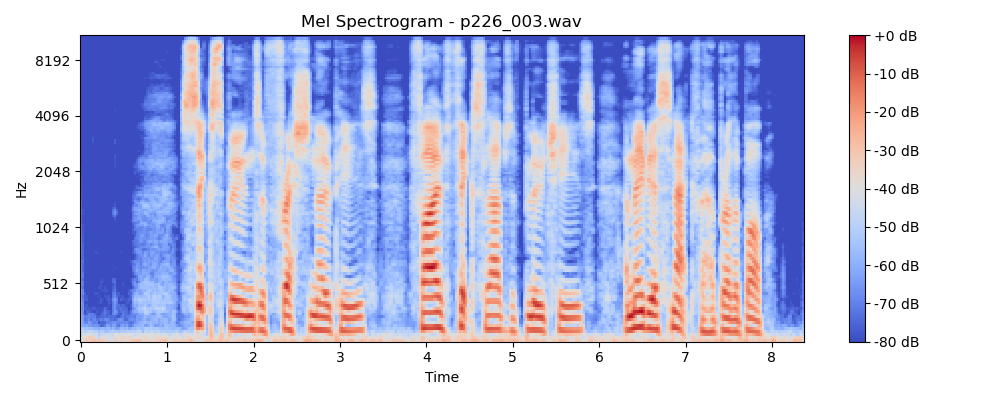 Mel Spectrogram - p226_003.wav
8192
4096
2048
1024
512
0
Hz
0 1 2 3 4 5 6 7 8
Time
+0 dB
-10 dB
-20 dB
-30 dB
-40 dB
-50 dB
-60 dB
-70 dB
-80 dB